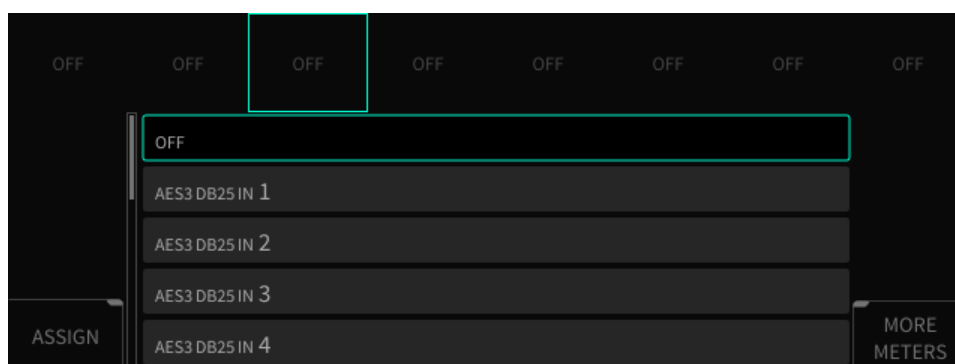 OFF OFF OFF OFF OFF OFF OFF OFF
OFF
AES3 DB25 IN 1
AES3 DB25 IN 2
AES3 DB25 IN 3
AES3 DB25 IN 4
ASSIGN
MORE
METERS